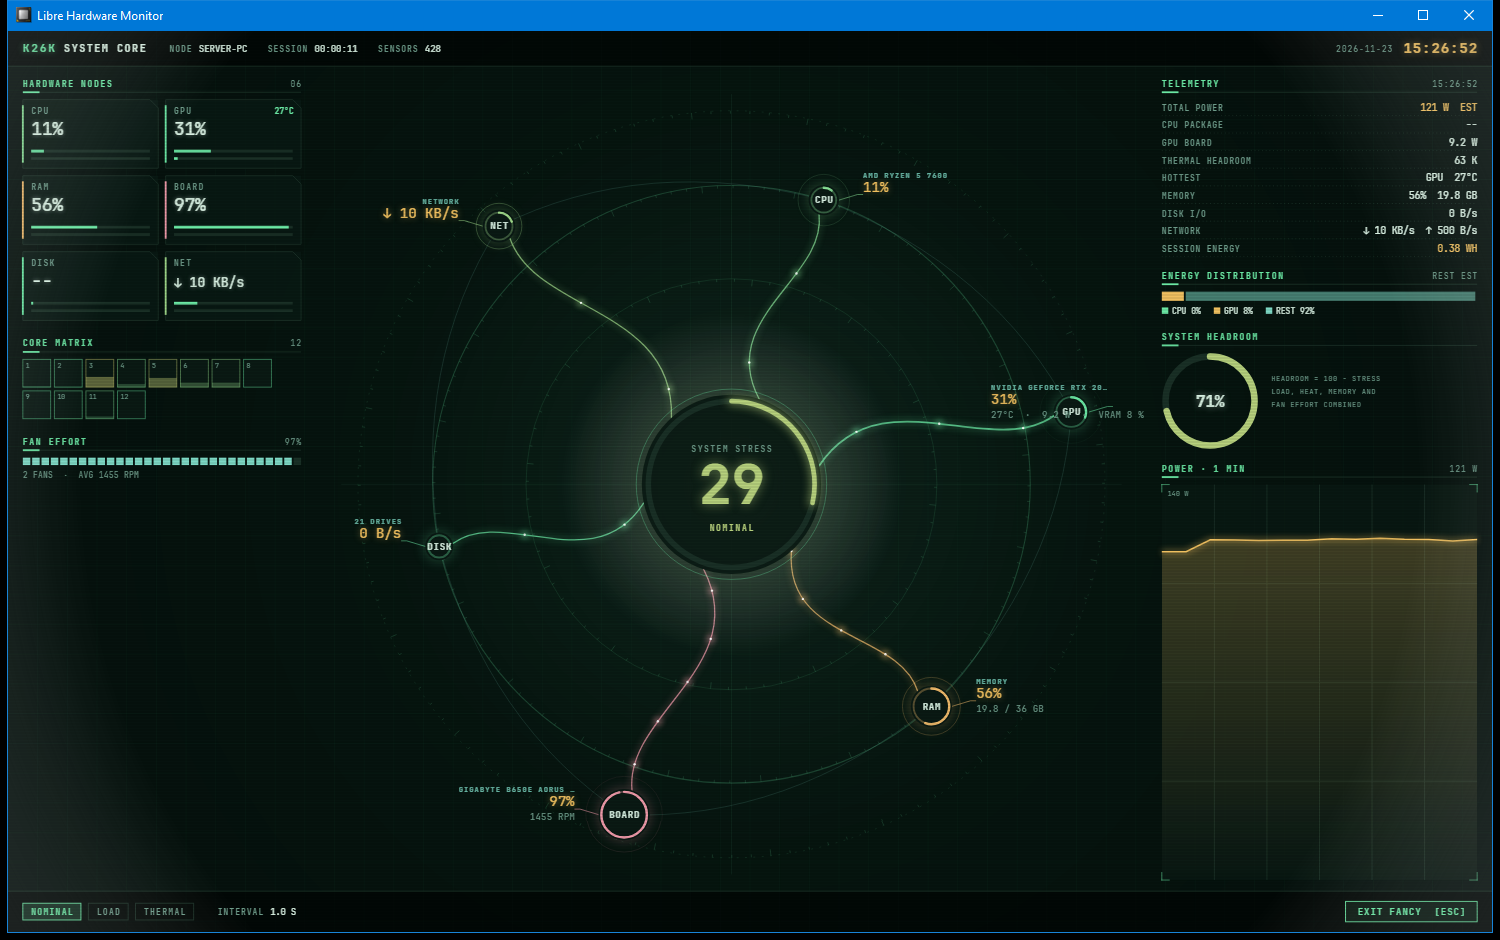 Libre Hardware Monitor
K26K SYSTEM CORE NODE SERVER-PC SESSION 00:00:11 SENSORS 428
2026-11-23 15:26:52
HARDWARE NODES 06
CPU
11%
GPU 27°C
31%
RAM
56%
BOARD
97%
DISK
--
NET
↓ 10 KB/s
CORE MATRIX 12
1 2 3 4 5 6 7 8
9 10 11 12
FAN EFFORT 97%
2 FANS · AVG 1455 RPM
NETWORK
↓ 10 KB/s
NET
AMD RYZEN 5 7600
11%
CPU
NVIDIA GEFORCE RTX 20…
31%
27°C · 9.2 W
VRAM 8 %
GPU
SYSTEM STRESS
29
NOMINAL
21 DRIVES
0 B/s
DISK
MEMORY
56%
19.8 / 36 GB
RAM
GIGABYTE B650E AORUS …
97%
1455 RPM
BOARD
TELEMETRY 15:26:52
TOTAL POWER 121 W EST
CPU PACKAGE --
GPU BOARD 9.2 W
THERMAL HEADROOM 63 K
HOTTEST GPU 27°C
MEMORY 56% 19.8 GB
DISK I/O 0 B/s
NETWORK ↓ 10 KB/s ↑ 500 B/s
SESSION ENERGY 0.38 WH
ENERGY DISTRIBUTION REST EST
CPU 0% GPU 8% REST 92%
SYSTEM HEADROOM
71%
HEADROOM = 100 - STRESS
LOAD, HEAT, MEMORY AND
FAN EFFORT COMBINED
POWER · 1 MIN 121 W
140 W
NOMINAL LOAD THERMAL INTERVAL 1.0 S
EXIT FANCY [ESC]